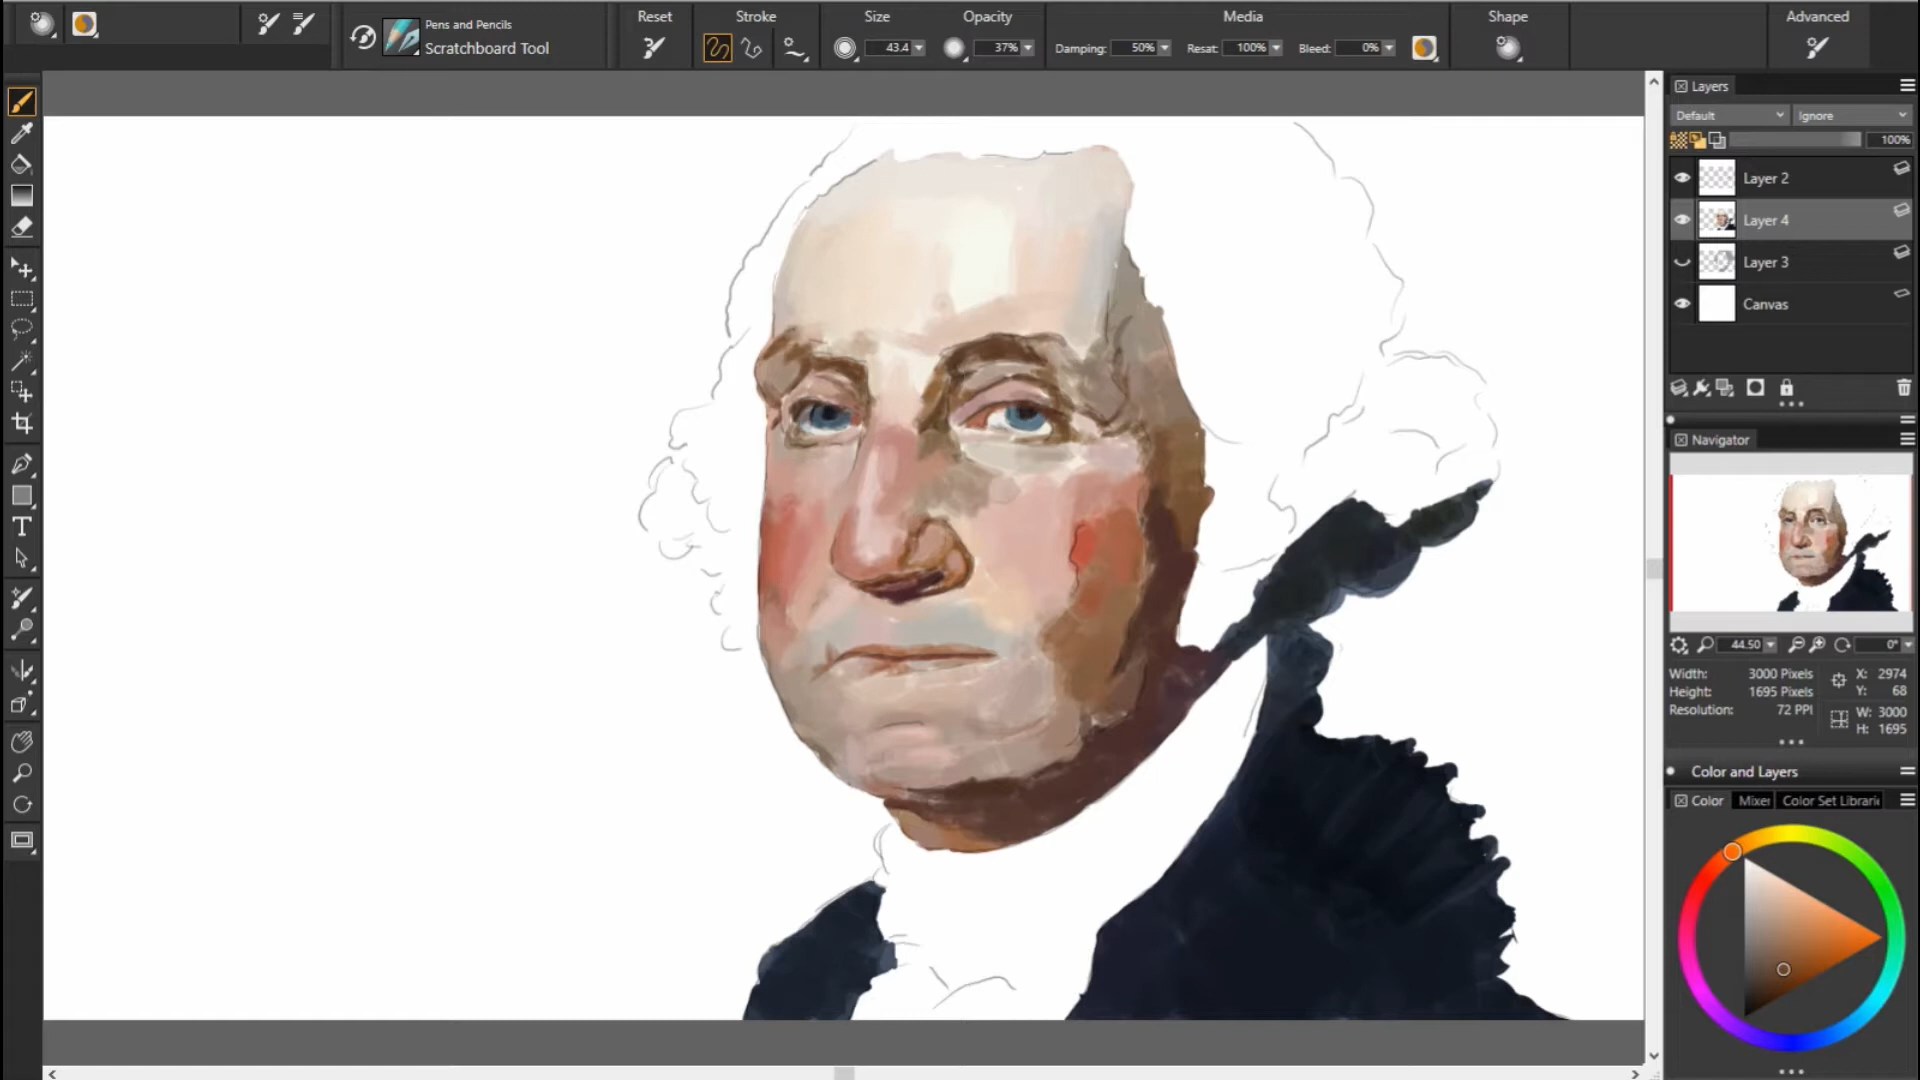 Reset
Stroke
Size
Opacity
Media
Shape
Advanced
Pens and Pencils
Scratchboard Tool
43.4
37%
Damping: 50%
Resat: 100%
Bleed: 0%
Layers
Default
Ignore
100%
Layer 2
Layer 4
Layer 3
Canvas
Navigator
44.50
0°
Width: 3000 Pixels
Height: 1695 Pixels
Resolution: 72 PPI
X: 2974
Y: 68
W: 3000
H: 1695
Color and Layers
Color
Mixer
Color Set Librari
T